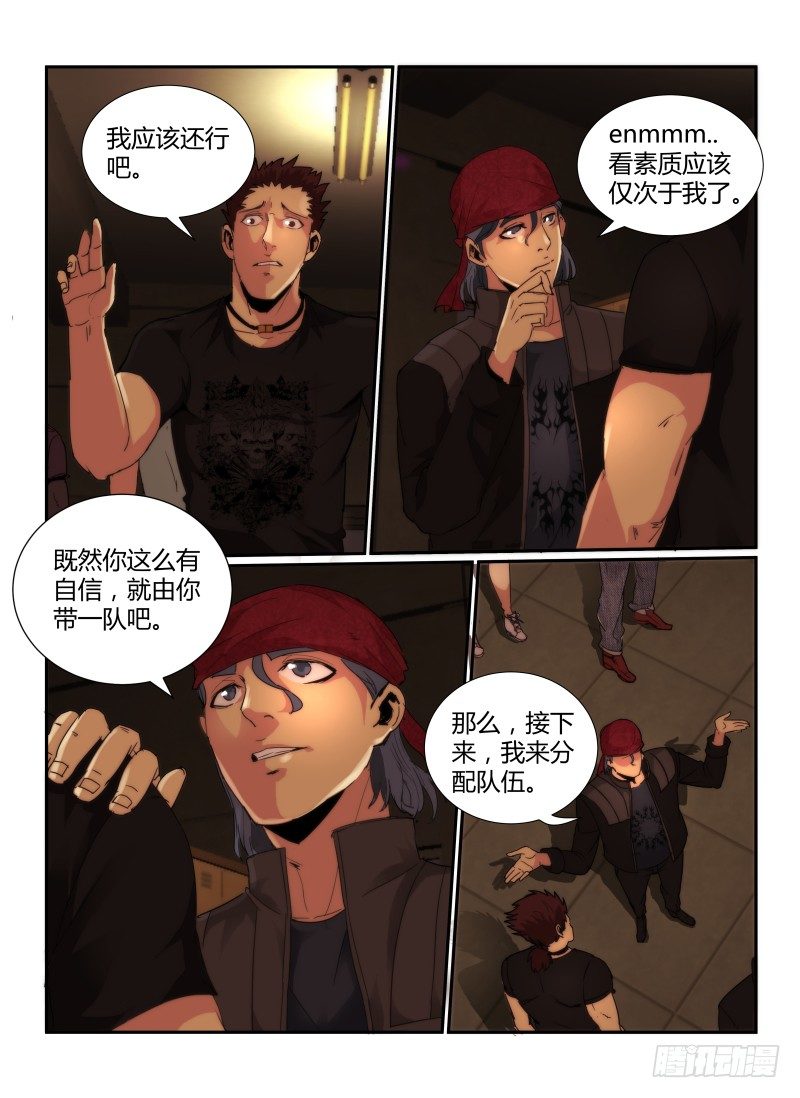 我应该还行
吧。
enmmm..
看素质应该
仅次于我了。
既然你这么有
自信，就由你
带一队吧。
那么，接下
来，我来分
配队伍。
腾讯动漫